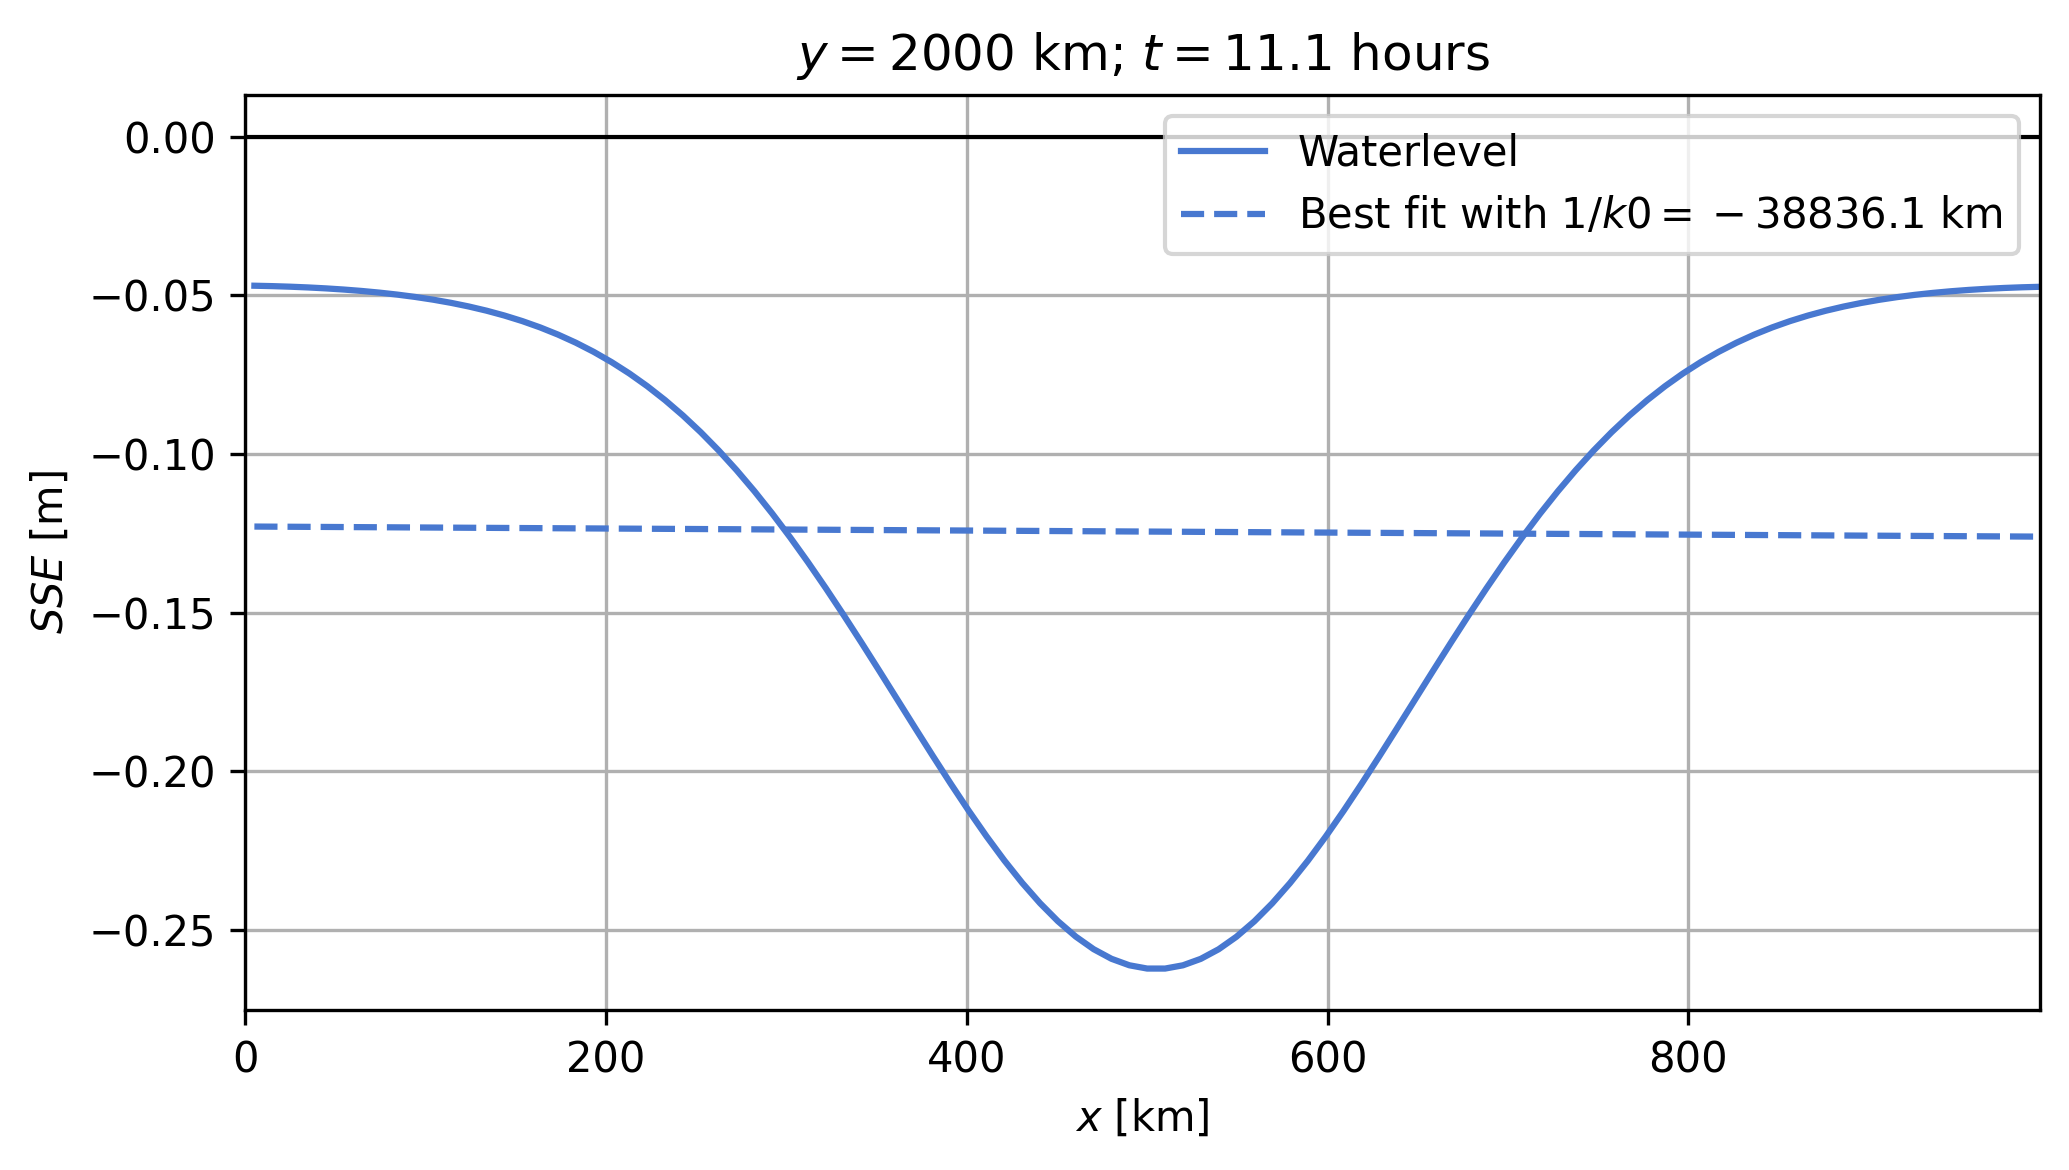 y = 2000 km; t = 11.1 hours
0.00
−0.05
−0.10
−0.15
−0.20
−0.25
SSE [m]
Waterlevel
Best fit with 1/k0 = −38836.1 km
0 200 400 600 800
x [km]